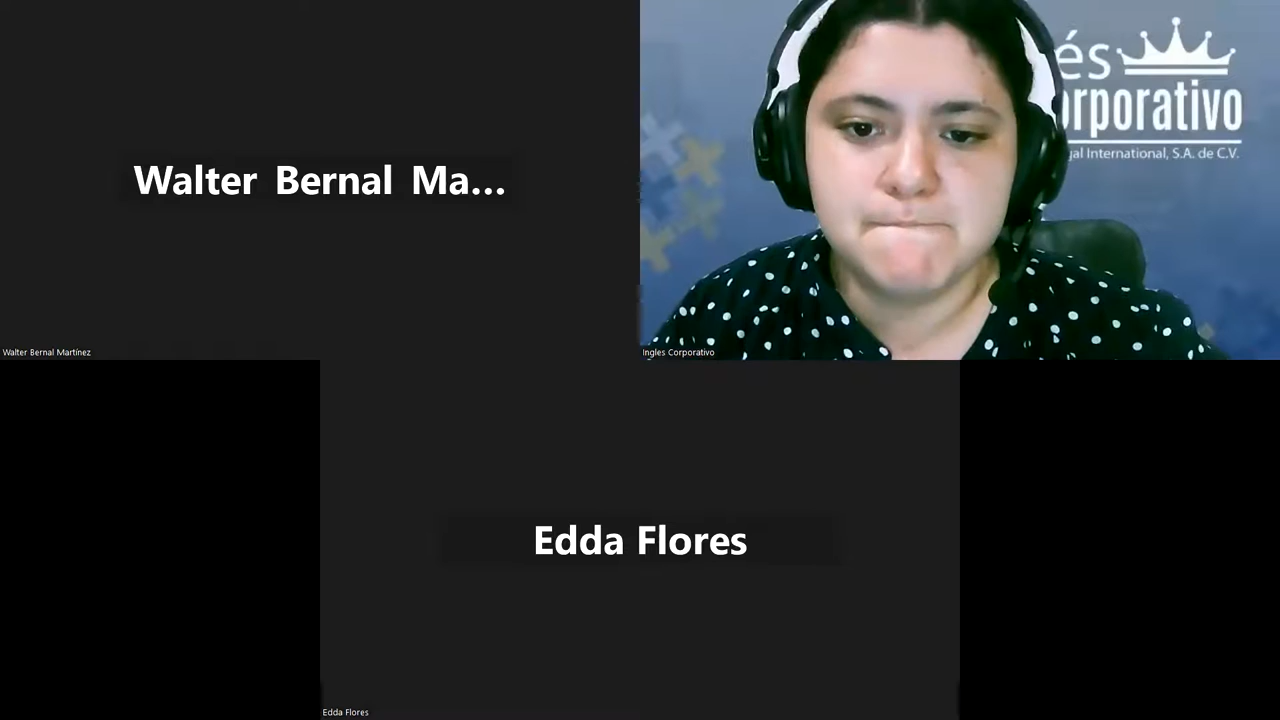 Walter Bernal Ma...
Walter Bernal Martínez
és
orporativo
gal International, S.A. de C.V.
Ingles Corporativo
Edda Flores
Edda Flores